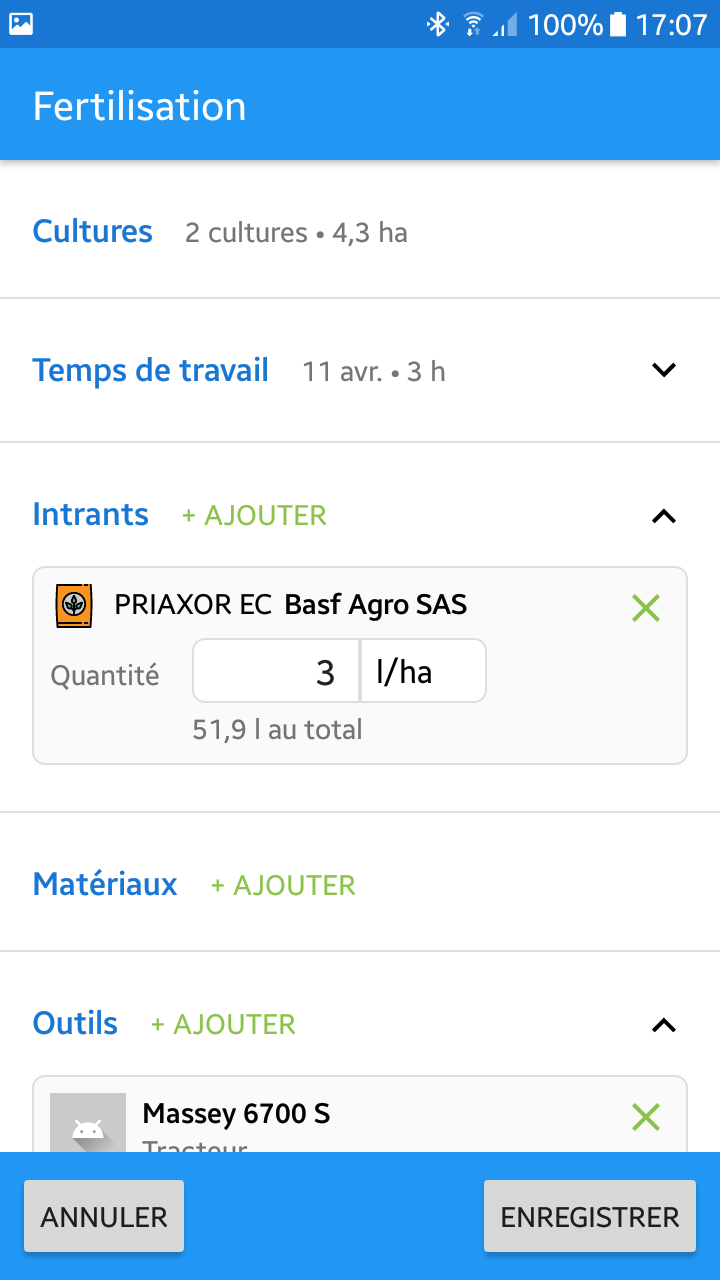 100% 17:07
Fertilisation
Cultures 2 cultures • 4,3 ha
Temps de travail 11 avr. • 3 h
Intrants + AJOUTER
PRIAXOR EC Basf Agro SAS
Quantité 3 l/ha
51,9 l au total
Matériaux + AJOUTER
Outils + AJOUTER
Massey 6700 S
Tracteur
ANNULER ENREGISTRER